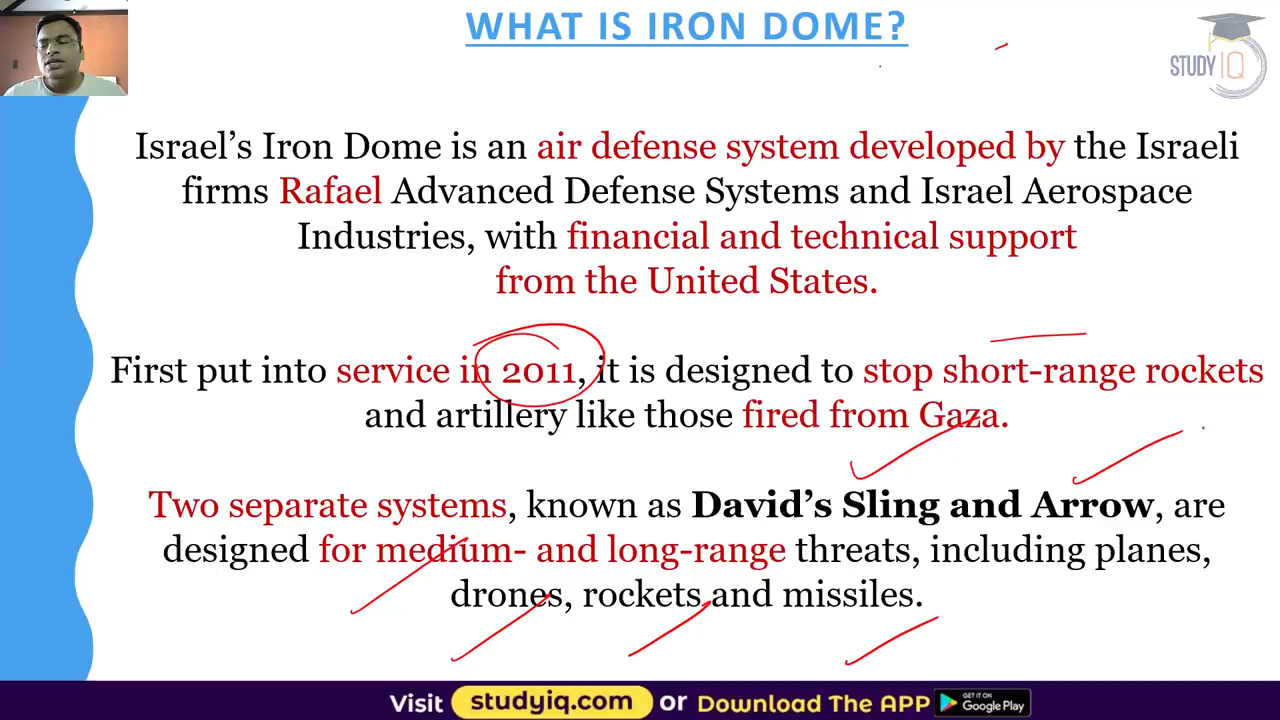 WHAT IS IRON DOME?
STUDY IQ
Israel’s Iron Dome is an air defense system developed by the Israeli
firms Rafael Advanced Defense Systems and Israel Aerospace
Industries, with financial and technical support
from the United States.
First put into service in 2011, it is designed to stop short-range rockets
and artillery like those fired from Gaza.
Two separate systems, known as David’s Sling and Arrow, are
designed for medium- and long-range threats, including planes,
drones, rockets and missiles.
Visit studyiq.com or Download The APP GET IT ON Google Play